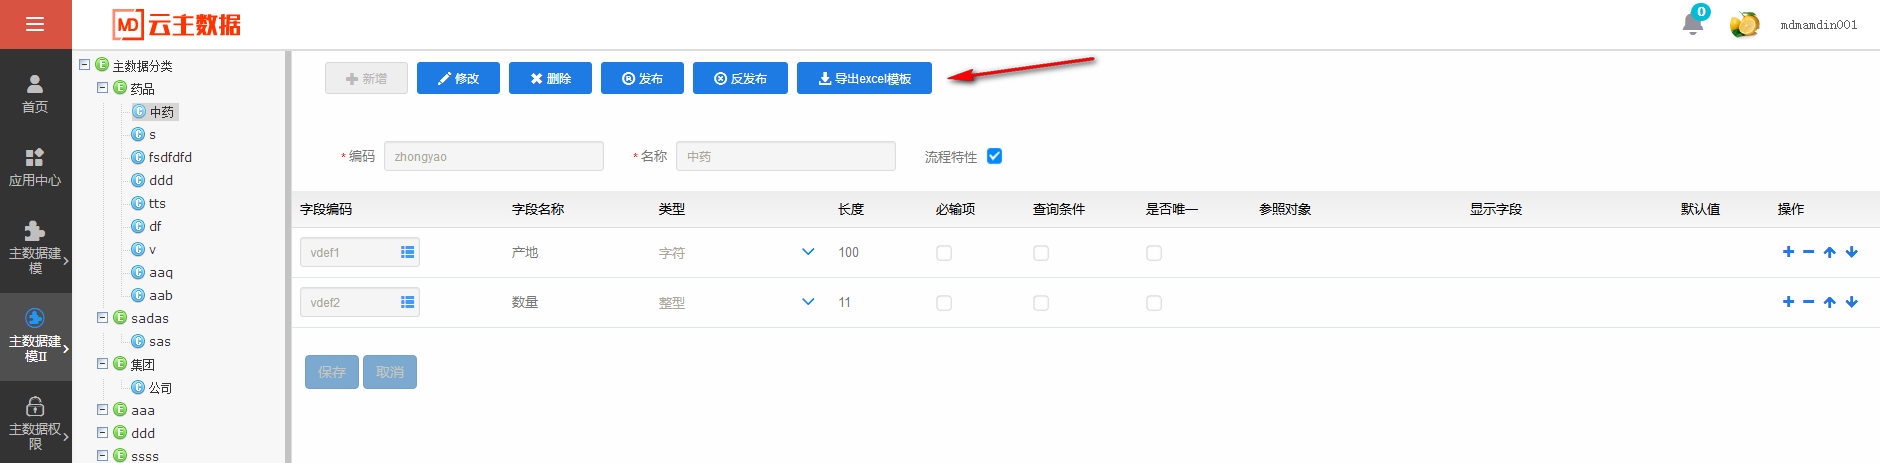 MD 云主数据
0
mdmamdin001
首页
应用中心
主数据建
模
主数据建
模II
主数据权
限
主数据分类
药品
中药
s
fsdfdfd
ddd
tts
df
v
aaq
aab
sadas
sas
集团
公司
aaa
ddd
ssss
新增 修改 删除 发布 反发布 导出excel模板
*编码 zhongyao *名称 中药 流程特性
字段编码 字段名称 类型 长度 必输项 查询条件 是否唯一 参照对象 显示字段 默认值 操作
vdef1 产地 字符 100
vdef2 数量 整型 11
保存 取消